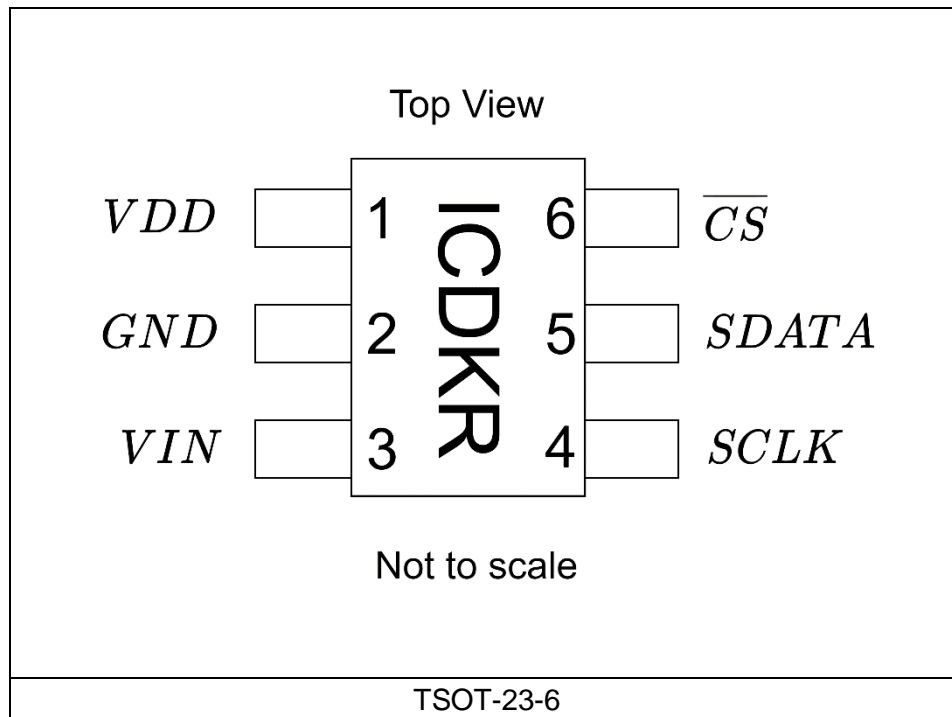 Top View
VDD 1 6 C̅S̅
GND 2 ICDKR 5 SDATA
VIN 3 4 SCLK
Not to scale
TSOT-23-6